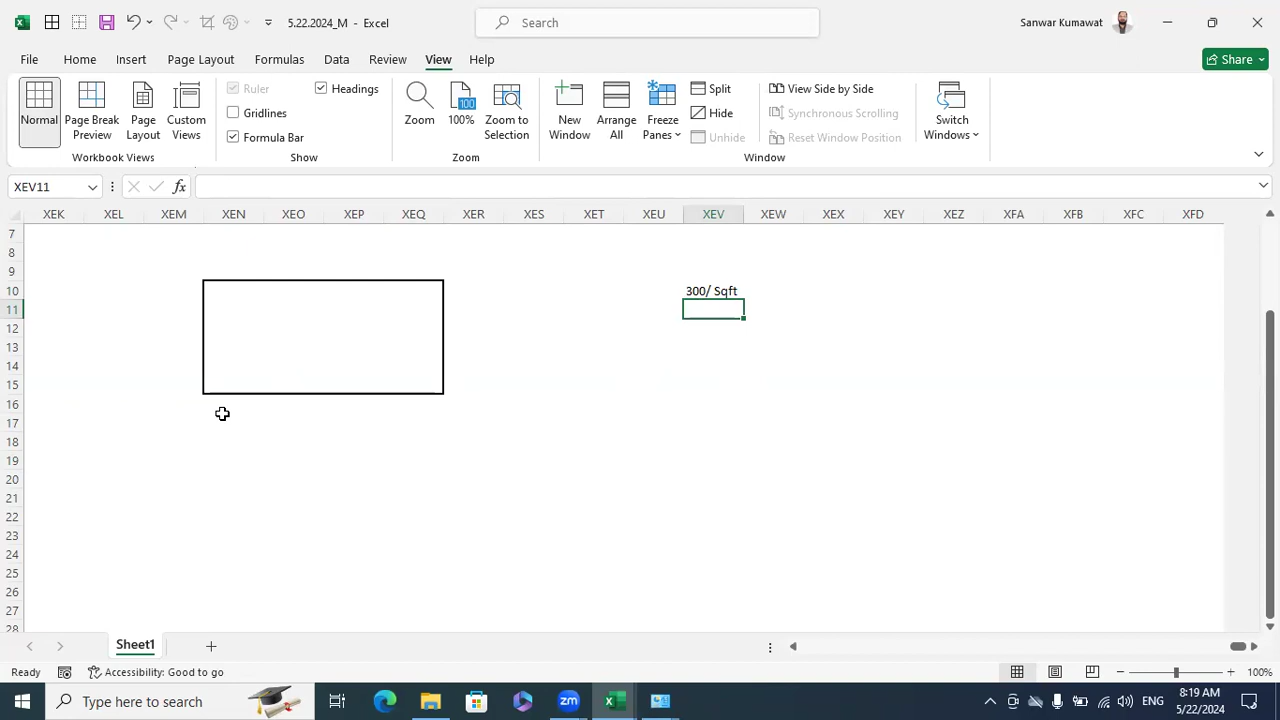 5.22.2024_M - Excel
Search
Sanwar Kumawat
File Home Insert Page Layout Formulas Data Review View Help
Share
Normal
Page Break Preview
Page Layout
Custom Views
Workbook Views
Ruler
Gridlines
Formula Bar
Headings
Show
Zoom
100
100%
Zoom to Selection
Zoom
New Window
Arrange All
Freeze Panes
Split
Hide
Unhide
View Side by Side
Synchronous Scrolling
Reset Window Position
Switch Windows
Window
XEV11
fx
XEK XEL XEM XEN XEO XEP XEQ XER XES XET XEU XEV XEW XEX XEY XEZ XFA XFB XFC XFD
7
8
9
10 300/ Sqft
11
12
13
14
15
16
17
18
19
20
21
22
23
24
25
26
27
28
Sheet1
Ready
Accessibility: Good to go
100%
Type here to search
zm
ENG
8:19 AM
5/22/2024